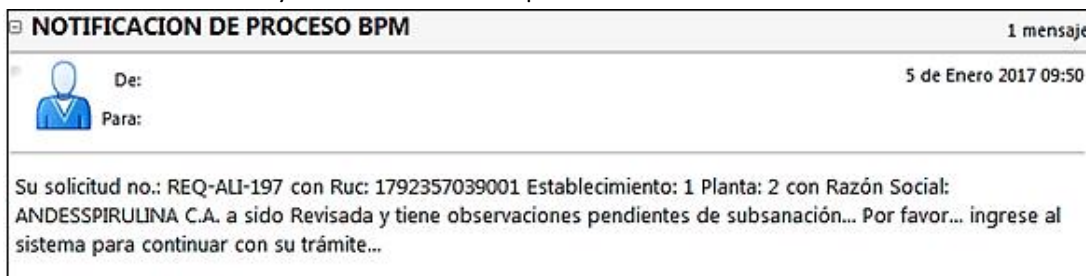 NOTIFICACION DE PROCESO BPM
1 mensaje
De:
5 de Enero 2017 09:50
Para:
Su solicitud no.: REQ-ALI-197 con Ruc: 1792357039001 Establecimiento: 1 Planta: 2 con Razón Social:
ANDESSPIRULINA C.A. a sido Revisada y tiene observaciones pendientes de subsanación... Por favor... ingrese al
sistema para continuar con su trámite...